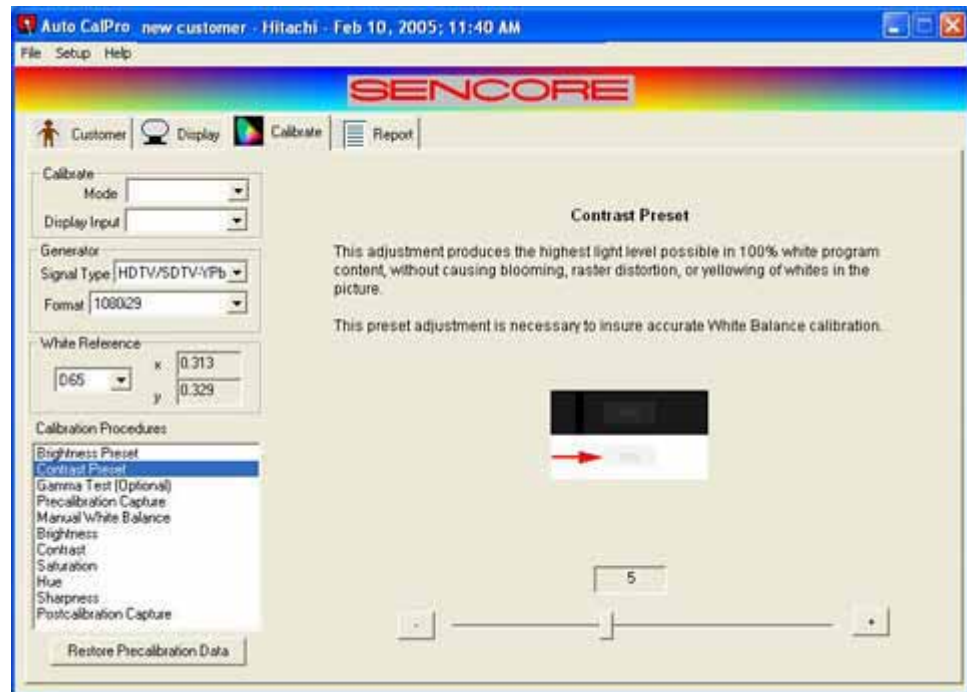 Auto CalPro new customer - Hitachi - Feb 10, 2005; 11:40 AM
File Setup Help
SENCORE
Customer Display Calibrate Report
Calibrate
Mode
Display Input
Generator
Signal Type HDTV/SDTV-YPb
Format 1080i29
White Reference
D65
x 0.313
y 0.329
Calibration Procedures
Brightness Preset
Contrast Preset
Gamma Test (Optional)
Precalibration Capture
Manual White Balance
Brightness
Contrast
Saturation
Hue
Sharpness
Postcalibration Capture
Restore Precalibration Data
Contrast Preset
This adjustment produces the highest light level possible in 100% white program
content, without causing blooming, raster distortion, or yellowing of whites in the
picture.
This preset adjustment is necessary to insure accurate White Balance calibration.
5
- +